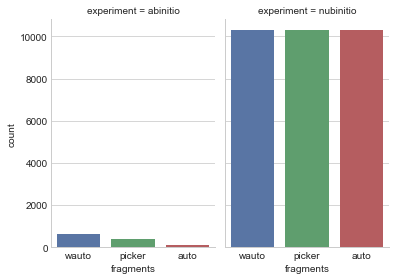 experiment = abinitio
experiment = nubinitio
10000
8000
6000
4000
2000
0
count
wauto picker auto
fragments
wauto picker auto
fragments